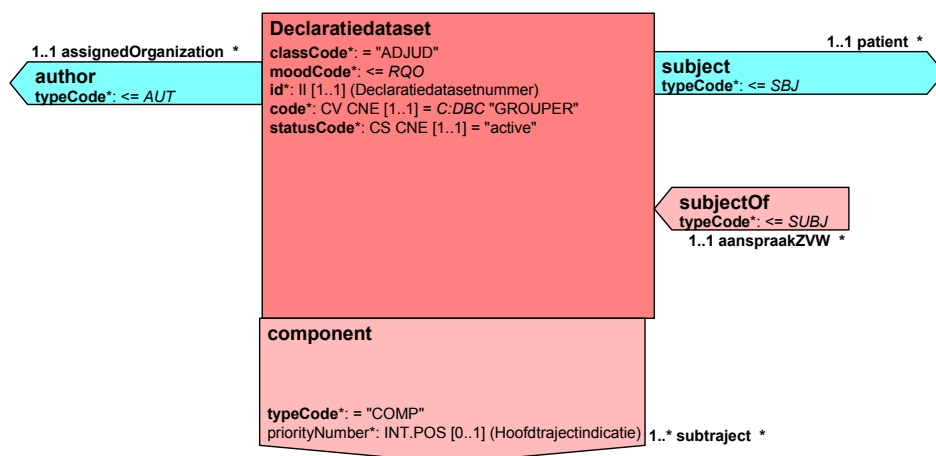 Declaratiedataset
classCode*: = "ADJUD"
moodCode*: <= RQO
id*: II [1..1] (Declaratiedatasetnummer)
code*: CV CNE [1..1] = C:DBC "GROUPER"
statusCode*: CS CNE [1..1] = "active"
1..1 assignedOrganization *
author
typeCode*: <= AUT
1..1 patient *
subject
typeCode*: <= SBJ
subjectOf
typeCode*: <= SUBJ
1..1 aanspraakZVW *
component
typeCode*: = "COMP"
priorityNumber*: INT.POS [0..1] (Hoofdtrajectindicatie)
1..* subtraject *